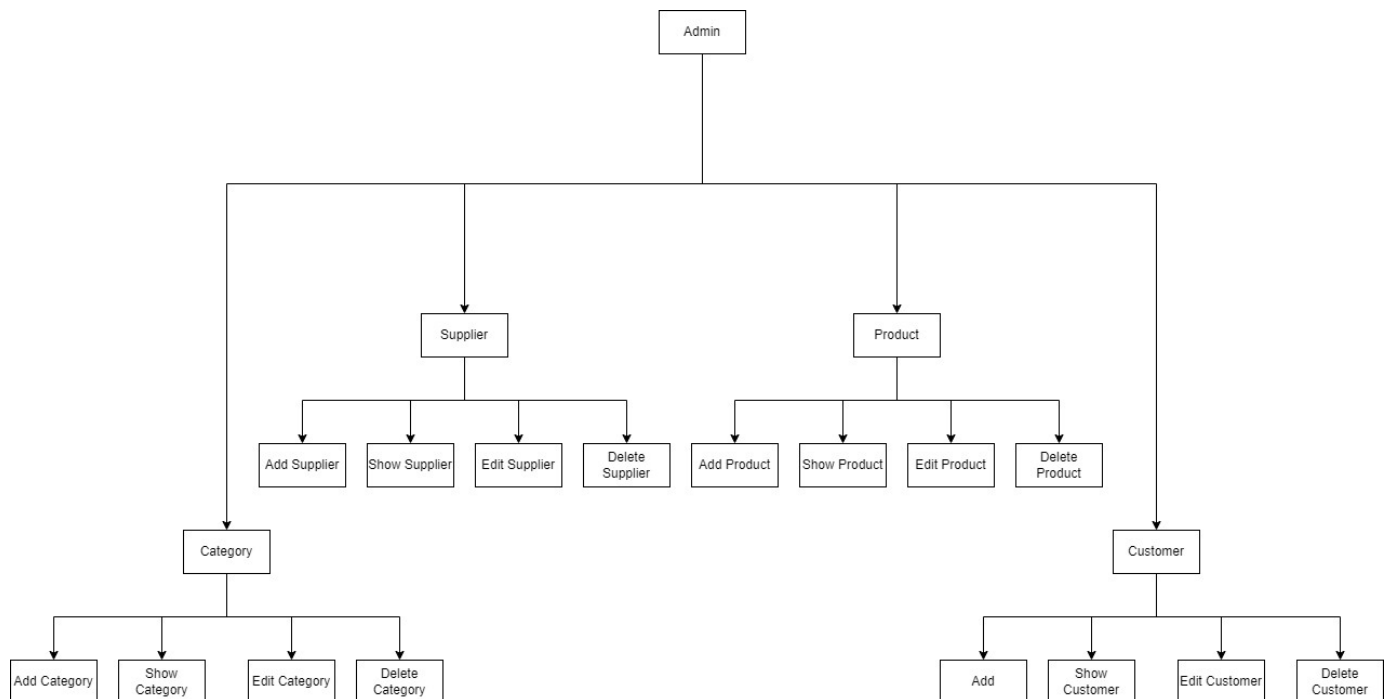 Admin
Supplier
Product
Add Supplier
Show Supplier
Edit Supplier
Delete
Supplier
Add Product
Show Product
Edit Product
Delete
Product
Category
Customer
Add Category
Show
Category
Edit Category
Delete
Category
Add
Show
Customer
Edit Customer
Delete
Customer